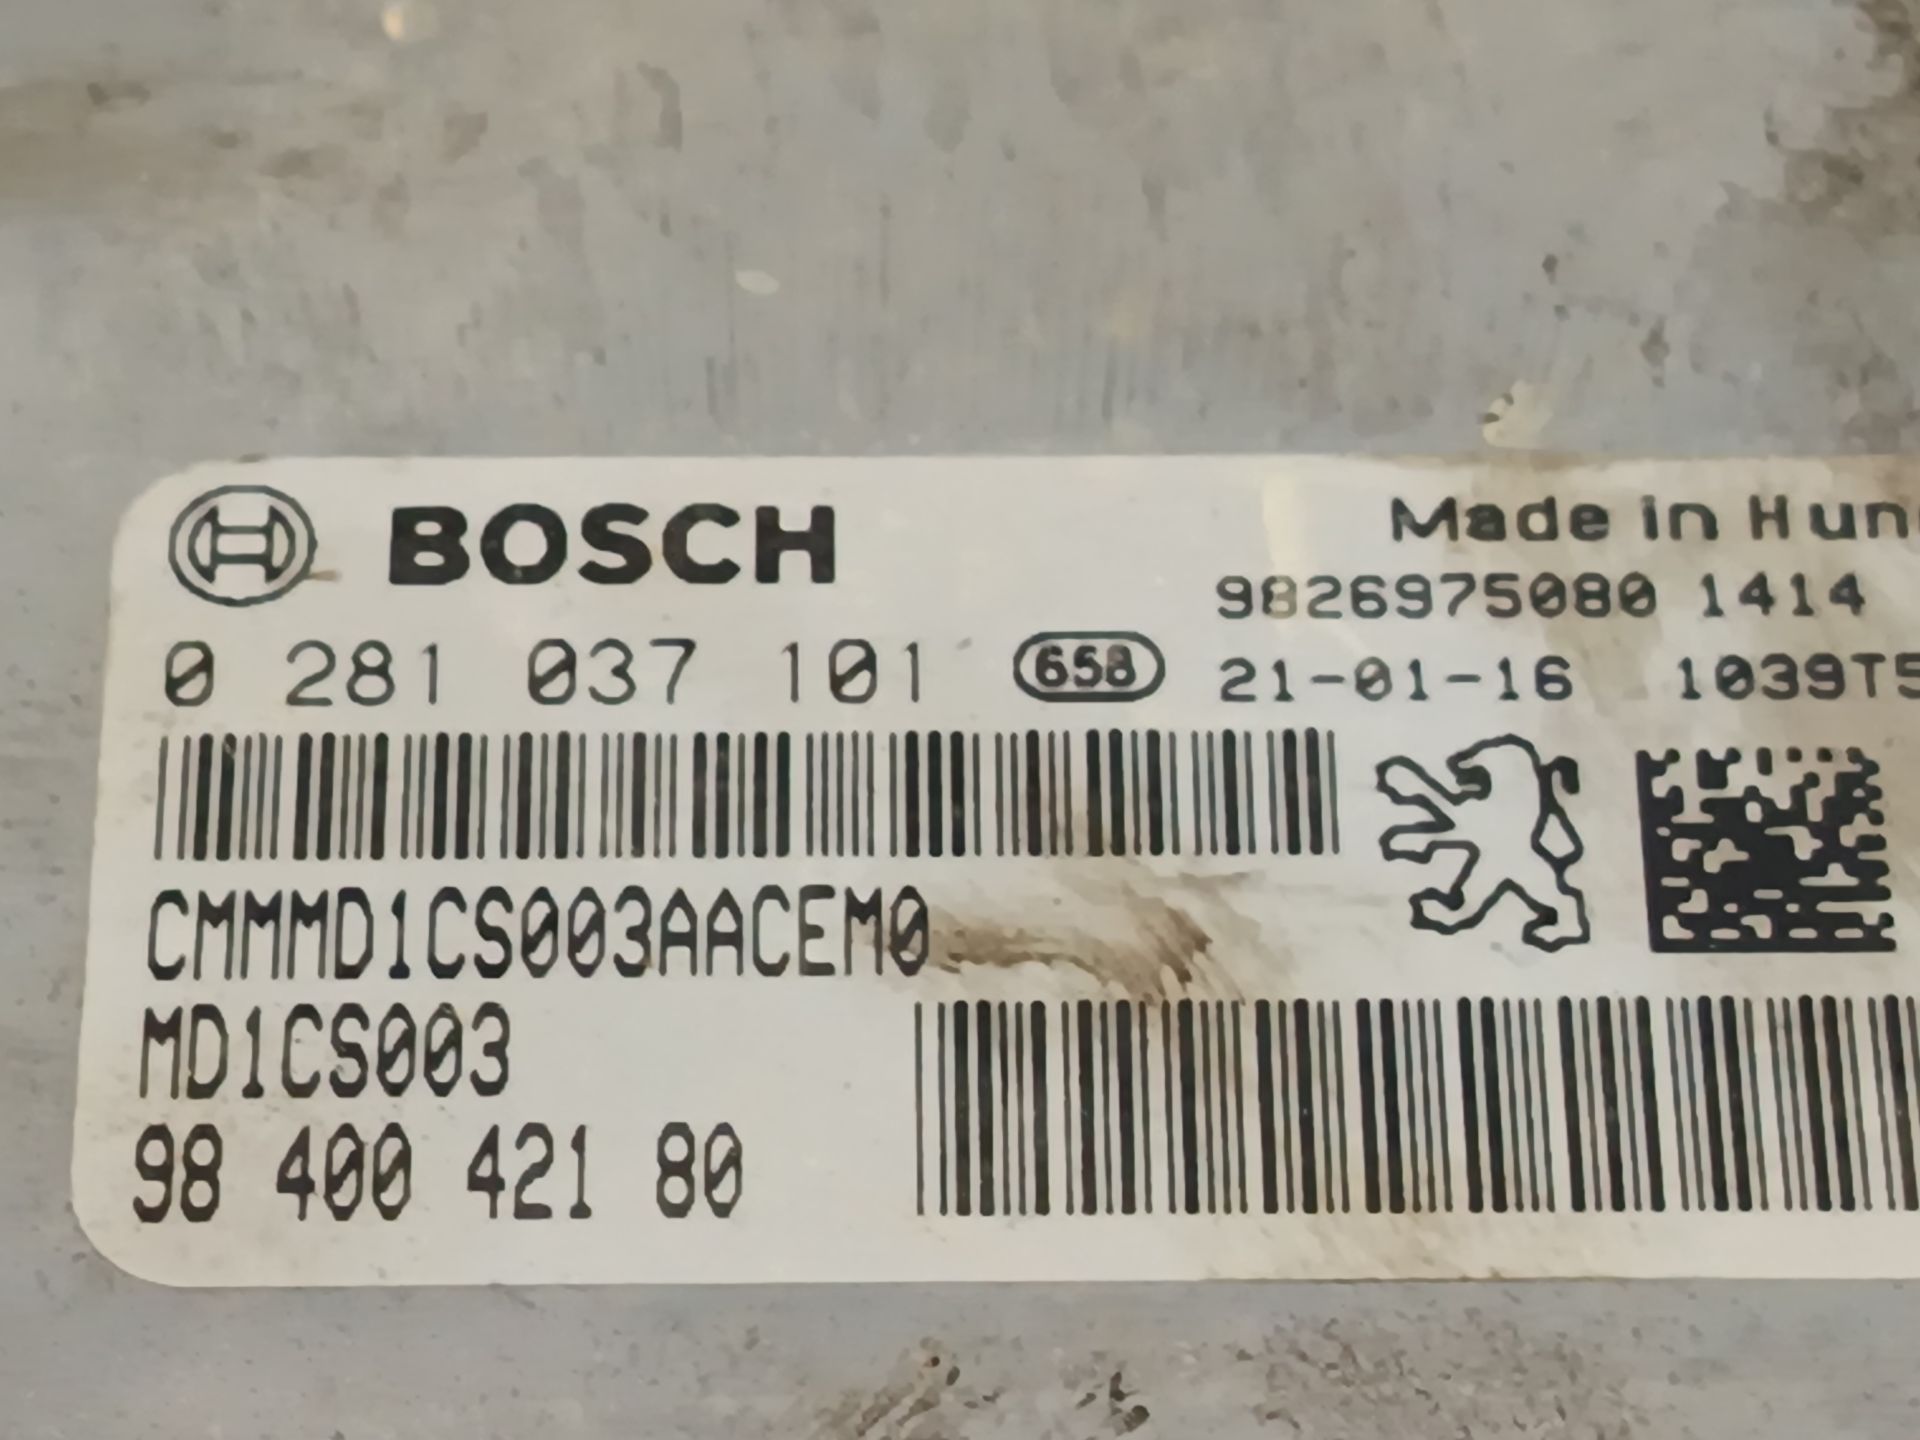 BOSCH
Made in Hun
9826975080 1414
0 281 037 101 658 21-01-16 1039T5
CMMMD1CS003AACEM0
MD1CS003
98 400 421 80